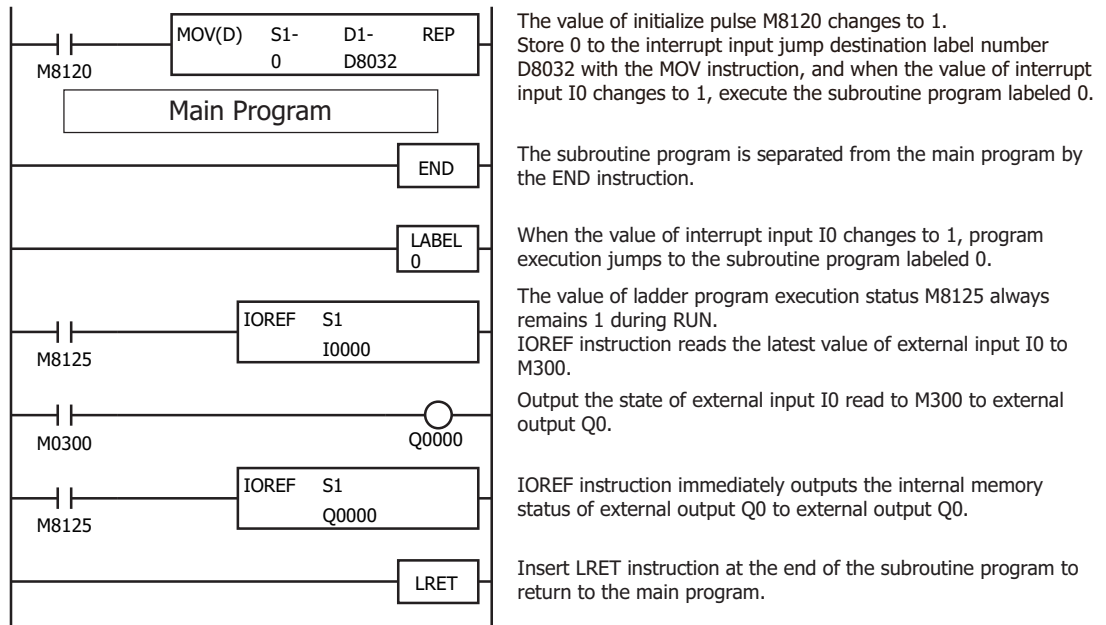 MOV(D) S1- D1- REP
0 D8032
M8120
The value of initialize pulse M8120 changes to 1.
Store 0 to the interrupt input jump destination label number
D8032 with the MOV instruction, and when the value of interrupt
input I0 changes to 1, execute the subroutine program labeled 0.
Main Program
END
The subroutine program is separated from the main program by
the END instruction.
LABEL
0
When the value of interrupt input I0 changes to 1, program
execution jumps to the subroutine program labeled 0.
IOREF S1
I0000
M8125
The value of ladder program execution status M8125 always
remains 1 during RUN.
IOREF instruction reads the latest value of external input I0 to
M300.
M0300
Q0000
Output the state of external input I0 read to M300 to external
output Q0.
IOREF S1
Q0000
M8125
IOREF instruction immediately outputs the internal memory
status of external output Q0 to external output Q0.
LRET
Insert LRET instruction at the end of the subroutine program to
return to the main program.